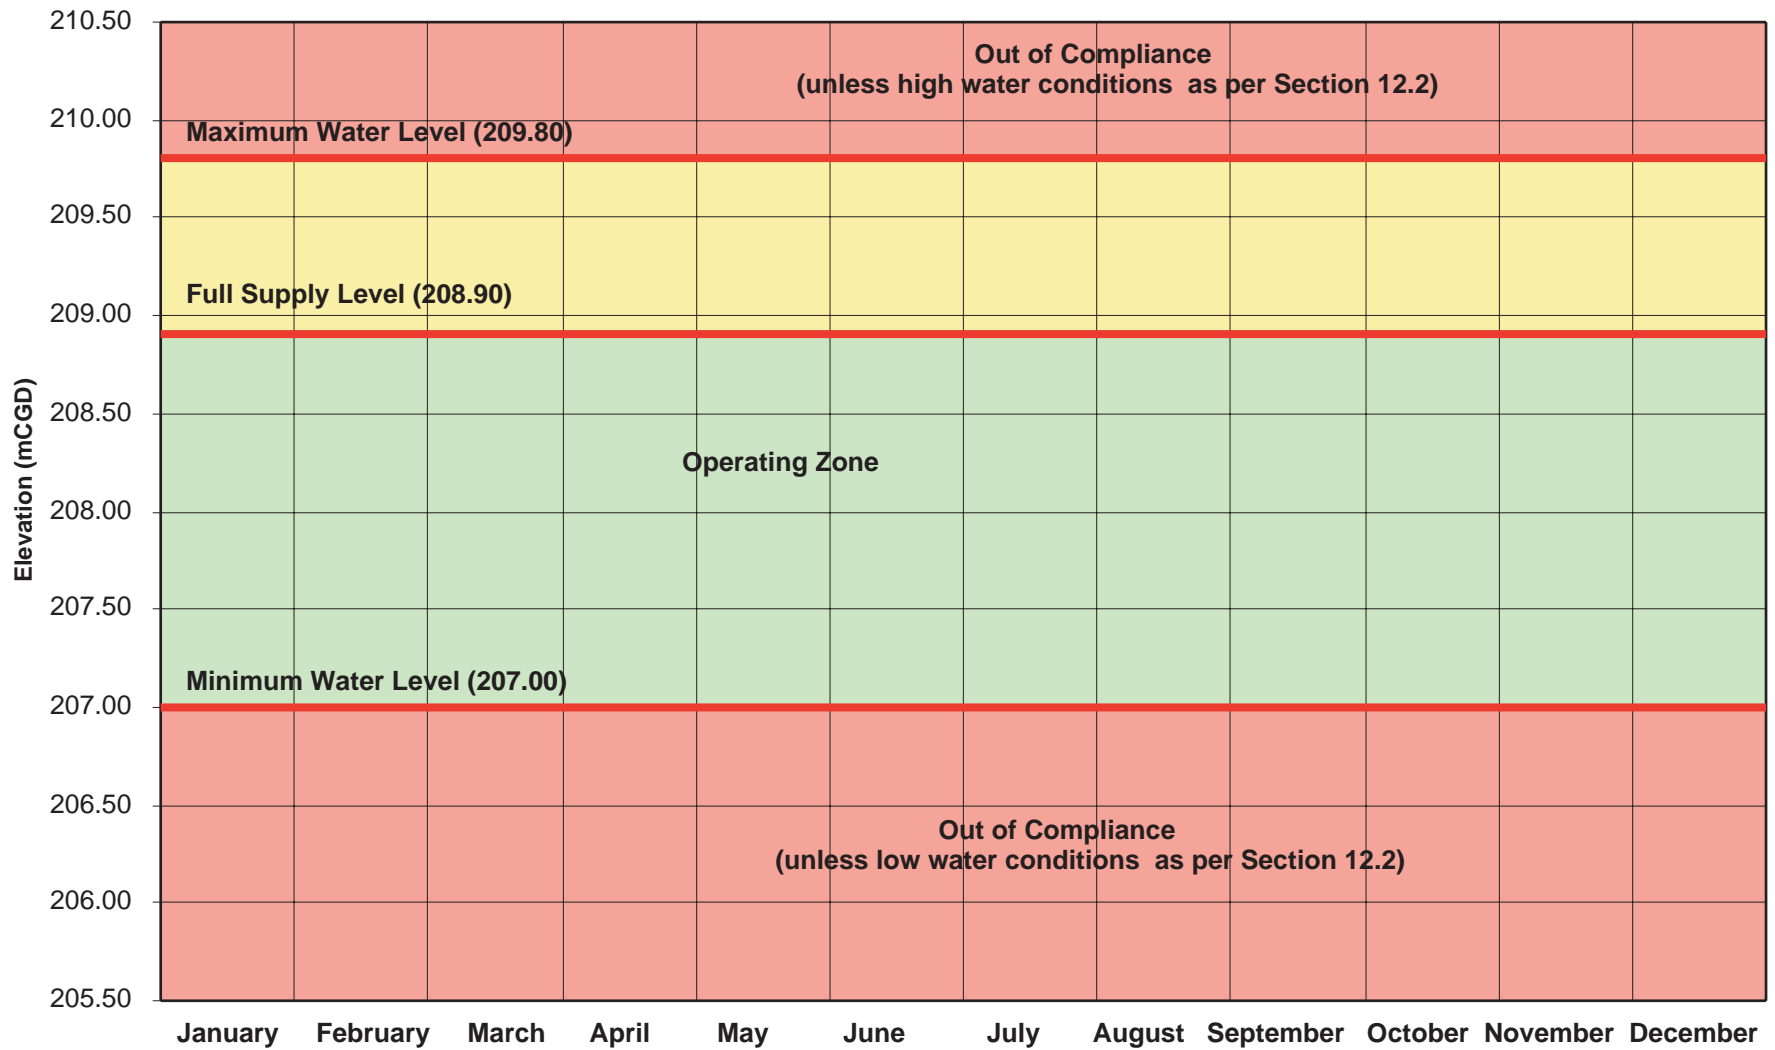 210.50
Out of Compliance
(unless high water conditions as per Section 12.2)
210.00
Maximum Water Level (209.80)
209.50
Full Supply Level (208.90)
209.00
Elevation (mCGD)
208.50
Operating Zone
208.00
207.50
Minimum Water Level (207.00)
207.00
206.50
Out of Compliance
(unless low water conditions as per Section 12.2)
206.00
205.50
January February March April May June July August September October November December